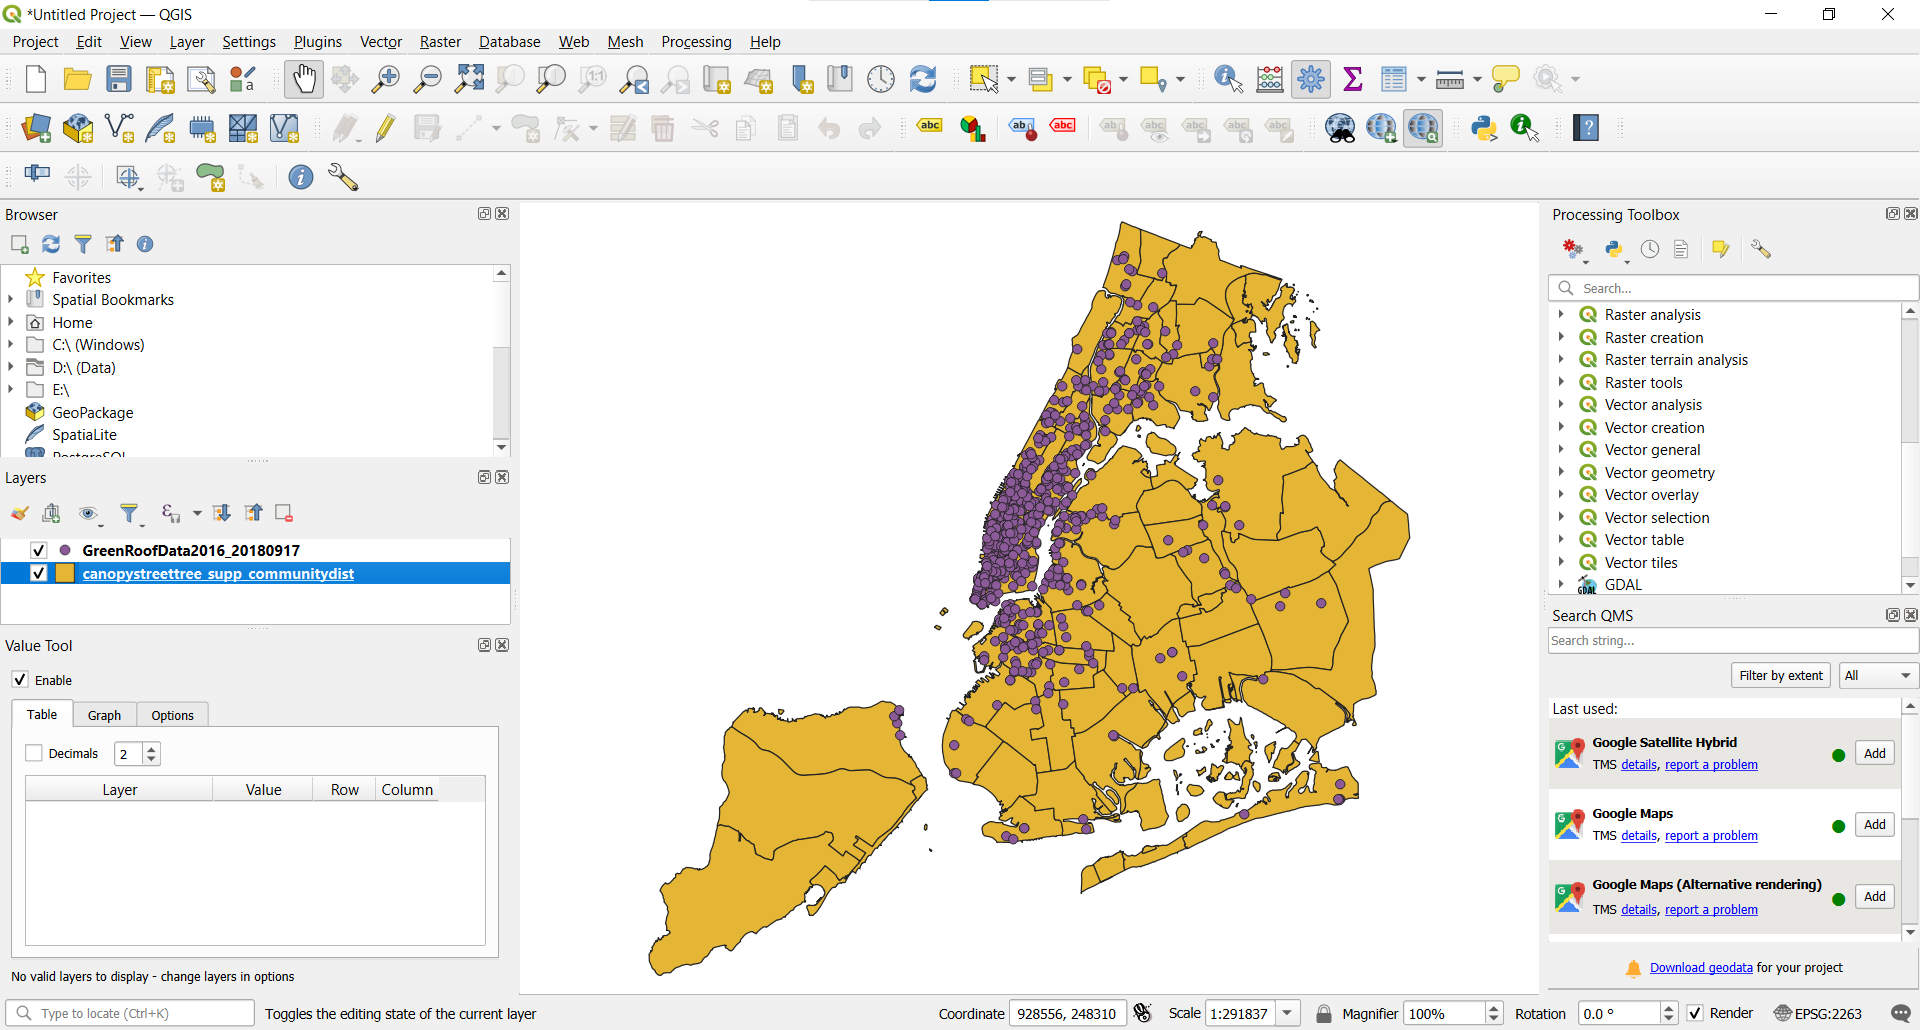 *Untitled Project — QGIS
Project Edit View Layer Settings Plugins Vector Raster Database Web Mesh Processing Help
Browser
Favorites
Spatial Bookmarks
Home
C:\ (Windows)
D:\ (Data)
E:\
GeoPackage
SpatiaLite
PostgreSQL
Layers
GreenRoofData2016_20180917
canopystreettree_supp_communitydist
Value Tool
Enable
Table Graph Options
Decimals 2
Layer Value Row Column
No valid layers to display - change layers in options
Processing Toolbox
Search...
Raster analysis
Raster creation
Raster terrain analysis
Raster tools
Vector analysis
Vector creation
Vector general
Vector geometry
Vector overlay
Vector selection
Vector table
Vector tiles
GDAL
Search QMS
Search string...
Filter by extent All
Last used:
Google Satellite Hybrid
TMS details, report a problem
Add
Google Maps
TMS details, report a problem
Add
Google Maps (Alternative rendering)
TMS details, report a problem
Add
Download geodata for your project
Type to locate (Ctrl+K) Toggles the editing state of the current layer Coordinate 928556, 248310 Scale 1:291837 Magnifier 100% Rotation 0.0 ° Render EPSG:2263